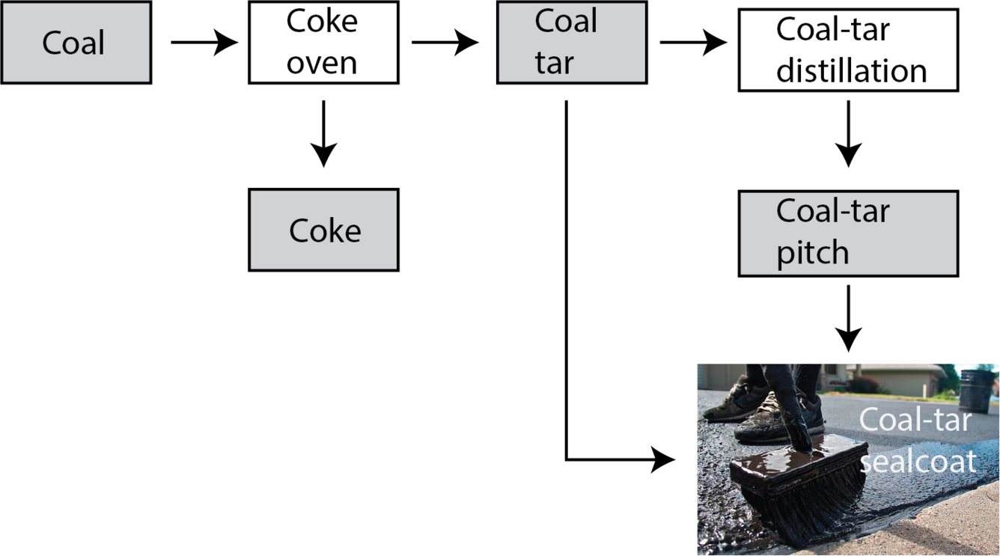 Coal
Coke
oven
Coal
tar
Coal-tar
distillation
Coke
Coal-tar
pitch
Coal-tar
sealcoat